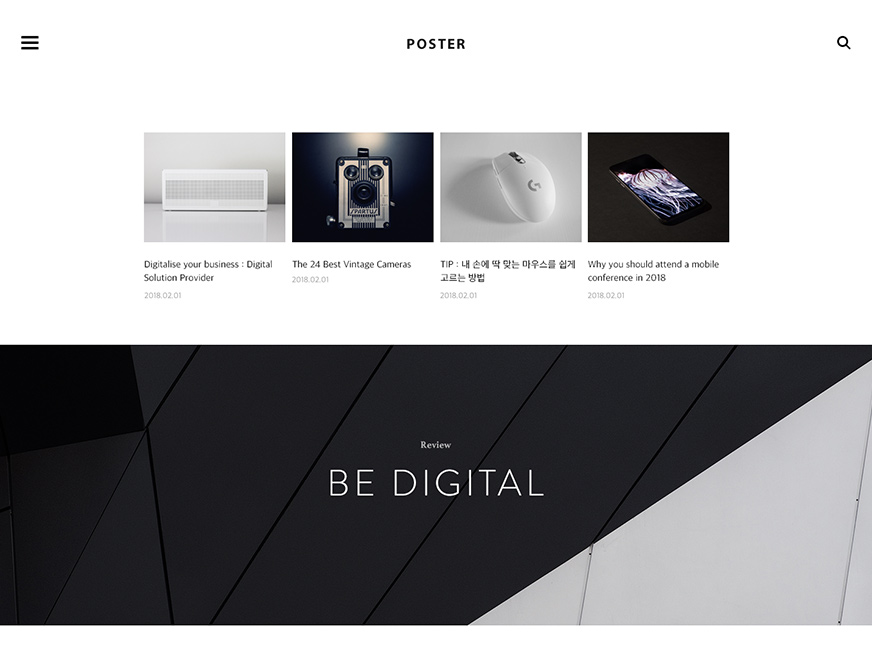 POSTER
SPARTUS
Digitalise your business : Digital
Solution Provider
2018.02.01
The 24 Best Vintage Cameras
2018.02.01
TIP : 내 손에 딱 맞는 마우스를 쉽게
고르는 방법
2018.02.01
Why you should attend a mobile
conference in 2018
2018.02.01
Review
BE DIGITAL